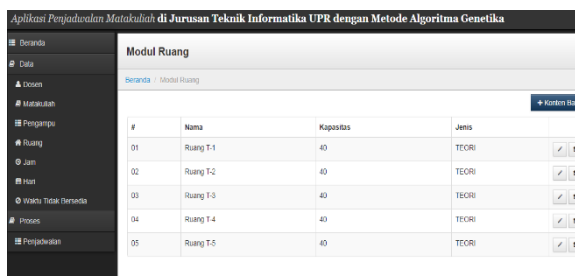 Aplikasi Penjadwalan Matakuliah di Jurusan Teknik Informatika UPR dengan Metode Algoritma Genetika
Beranda
Data
Dosen
Matakuliah
Pengampu
Ruang
Jam
Hari
Waktu Tidak Bersedia
Proses
Penjadwalan
Modul Ruang
Beranda / Modul Ruang
+ Konten Ba
# Nama Kapasitas Jenis
01 Ruang T-1 40 TEORI
02 Ruang T-2 40 TEORI
03 Ruang T-3 40 TEORI
04 Ruang T-4 40 TEORI
05 Ruang T-5 40 TEORI